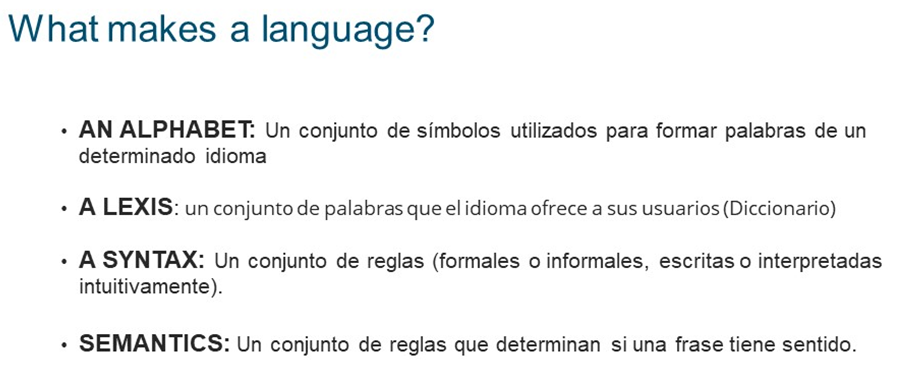 What makes a language?
• AN ALPHABET: Un conjunto de símbolos utilizados para formar palabras de un
determinado idioma
• A LEXIS: un conjunto de palabras que el idioma ofrece a sus usuarios (Diccionario)
• A SYNTAX: Un conjunto de reglas (formales o informales, escritas o interpretadas
intuitivamente).
• SEMANTICS: Un conjunto de reglas que determinan si una frase tiene sentido.